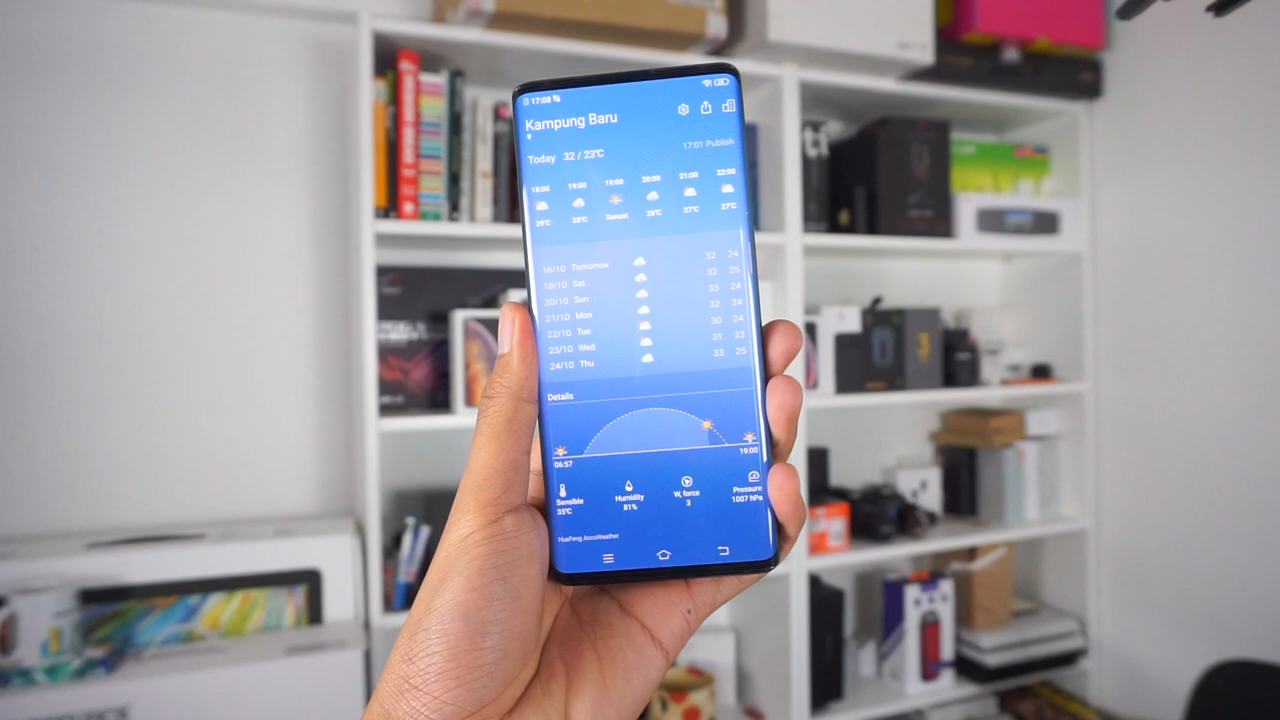 17:08
Kampung Baru
Today 32 / 23℃
17:01 Publish
18:00 19:00 19:00 20:00 21:00 22:00
Sunset
29℃ 28℃ 28℃ 27℃ 27℃
18/10 Tomorrow 32 24
19/10 Sat 32 25
20/10 Sun 33 24
21/10 Mon 32 24
22/10 Tue 30 24
23/10 Wed 31 23
24/10 Thu 33 25
Details
06:57 19:00
Sensible Humidity W, force Pressure
35℃ 81% 3 1007 hPa
HuaFeng AccuWeather